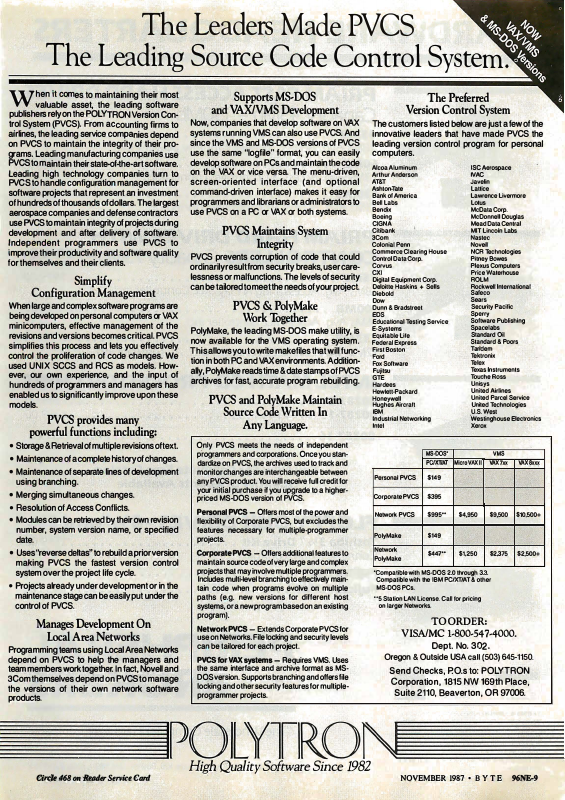 The Leaders Made PVCS
The Leading Source Code Control System.
NOW
VAX/VMS
& MS-DOS Versions
When it comes to maintaining their most
valuable asset, the leading software
publishers rely on the POLYTRON Version Con-
trol System (PVCS). From accounting firms to
airlines, the leading service companies depend
on PVCS to maintain the integrity of their pro-
grams. Leading manufacturing companies use
PVCS to maintain their state-of-the-art software.
Leading high technology companies turn to
PVCS to handle configuration management for
software projects that represent an investment
of hundreds of thousands of dollars. The largest
aerospace companies and defense contractors
use PVCS to maintain integrity of projects during
development and after delivery of software.
Independent programmers use PVCS to
improve their productivity and software quality
for themselves and their clients.
Simplify
Configuration Management
When large and complex software programs are
being developed on personal computers or VAX
minicomputers, effective management of the
revisions and versions becomes critical. PVCS
simplifies this process and lets you effectively
control the proliferation of code changes. We
used UNIX SCCS and RCS as models. How-
ever, our own experience, and the input of
hundreds of programmers and managers has
enabled us to significantly improve upon these
models.
PVCS provides many
powerful functions including:
• Storage & Retrieval of multiple revisions of text.
• Maintenance of a complete history of changes.
• Maintenance of separate lines of development
using branching.
• Merging simultaneous changes.
• Resolution of Access Conflicts.
• Modules can be retrieved by their own revision
number, system version name, or specified
date.
• Uses "reverse deltas" to rebuild a prior version
making PVCS the fastest version control
system over the project life cycle.
• Projects already under development or in the
maintenance stage can be easily put under the
control of PVCS.
Manages Development On
Local Area Networks
Programming teams using Local Area Networks
depend on PVCS to help the managers and
team members work together. In fact, Novell and
3Com themselves depend on PVCS to manage
the versions of their own network software
products.
Supports MS-DOS
and VAX/VMS Development
Now, companies that develop software on VAX
systems running VMS can also use PVCS. And
since the VMS and MS-DOS versions of PVCS
use the same "logfile" format, you can easily
develop software on PCs and maintain the code
on the VAX or vice versa. The menu-driven,
screen-oriented interface (and optional
command-driven interface) makes it easy for
programmers and librarians or administrators to
use PVCS on a PC or VAX or both systems.
PVCS Maintains System
Integrity
PVCS prevents corruption of code that could
ordinarily result from security breaks, user care-
lessness or malfunctions. The levels of security
can be tailored to meet the needs of your project.
PVCS & PolyMake
Work Together
PolyMake, the leading MS-DOS make utility, is
now available for the VMS operating system.
This allows you to write makefiles that will func-
tion in both PC and VAX environments. Addition-
ally, PolyMake reads time & date stamps of PVCS
archives for fast, accurate program rebuilding.
PVCS and PolyMake Maintain
Source Code Written In
Any Language.
The Preferred
Version Control System
The customers listed below are just a few of the
innovative leaders that have made PVCS the
leading version control program for personal
computers.
Alcoa Aluminum
Arthur Anderson
AT&T
Ashton-Tate
Bank of America
Bell Labs
Bendix
Boeing
CIGNA
Citibank
3Com
Colonial Penn
Commerce Clearing House
Control Data Corp.
Corvus
CXI
Digital Equipment Corp.
Deloitte Haskins + Sells
Diebold
Dow
Dunn & Bradstreet
EDS
Educational Testing Service
E-Systems
Equitable Life
Federal Express
First Boston
Ford
Fox Software
Fujitsu
GTE
Hardees
Hewlett-Packard
Honeywell
Hughes Aircraft
IBM
Industrial Networking
Intel
ISC Aerospace
IVAC
Javelin
Lattice
Lawrence Livermore
Lotus
McData Corp.
McDonnell Douglas
Mead Data Central
MIT Lincoln Labs
Nastec
Novell
NCR Technologies
Pitney Bowes
Plexus Computers
Price Waterhouse
ROLM
Rockwell International
Safeco
Sears
Security Pacific
Sperry
Software Publishing
Spacelabs
Standard Oil
Standard & Poors
Tandem
Tektronix
Telex
Texas Instruments
Touche Ross
Unisys
United Airlines
United Parcel Service
United Technologies
U.S. West
Westinghouse Electronics
Xerox
Only PVCS meets the needs of independent
programmers and corporations. Once you stan-
dardize on PVCS, the archives used to track and
monitor changes are interchangeable between
any PVCS product. You will receive full credit for
your initial purchase if you upgrade to a higher-
priced MS-DOS version of PVCS.
Personal PVCS — Offers most of the power and
flexibility of Corporate PVCS, but excludes the
features necessary for multiple-programmer
projects.
Corporate PVCS — Offers additional features to
maintain source code of very large and complex
projects that may involve multiple programmers.
Includes multi-level branching to effectively main-
tain code when programs evolve on multiple
paths (e.g. new versions for different host
systems, or a new program based on an existing
program).
Network PVCS — Extends Corporate PVCS for
use on Networks. File locking and security levels
can be tailored for each project.
PVCS for VAX systems — Requires VMS. Uses
the same interface and archive format as MS-
DOS version. Supports branching and offers file
locking and other security features for multiple-
programmer projects.
MS-DOS* VMS
PC/XT/AT MicroVAX II VAX 7xx VAX 8xxx
Personal PVCS $149
Corporate PVCS $395
Network PVCS $995** $4,950 $9,500 $10,500+
PolyMake $149
Network
PolyMake $447** $1,250 $2,375 $2,500+
*Compatible with MS-DOS 2.0 through 3.3.
Compatible with the IBM PC/XT/AT & other
MS-DOS PCs.
**5 Station LAN License. Call for pricing
on larger Networks.
TO ORDER:
VISA/MC 1-800-547-4000.
Dept. No. 302.
Oregon & Outside USA call (503) 645-1150.
Send Checks, P.O.s to: POLYTRON
Corporation, 1815 NW 169th Place,
Suite 2110, Beaverton, OR 97006.
POLYTRON
High Quality Software Since 1982
Circle 468 on Reader Service Card
NOVEMBER 1987 • BYTE 96NE-9